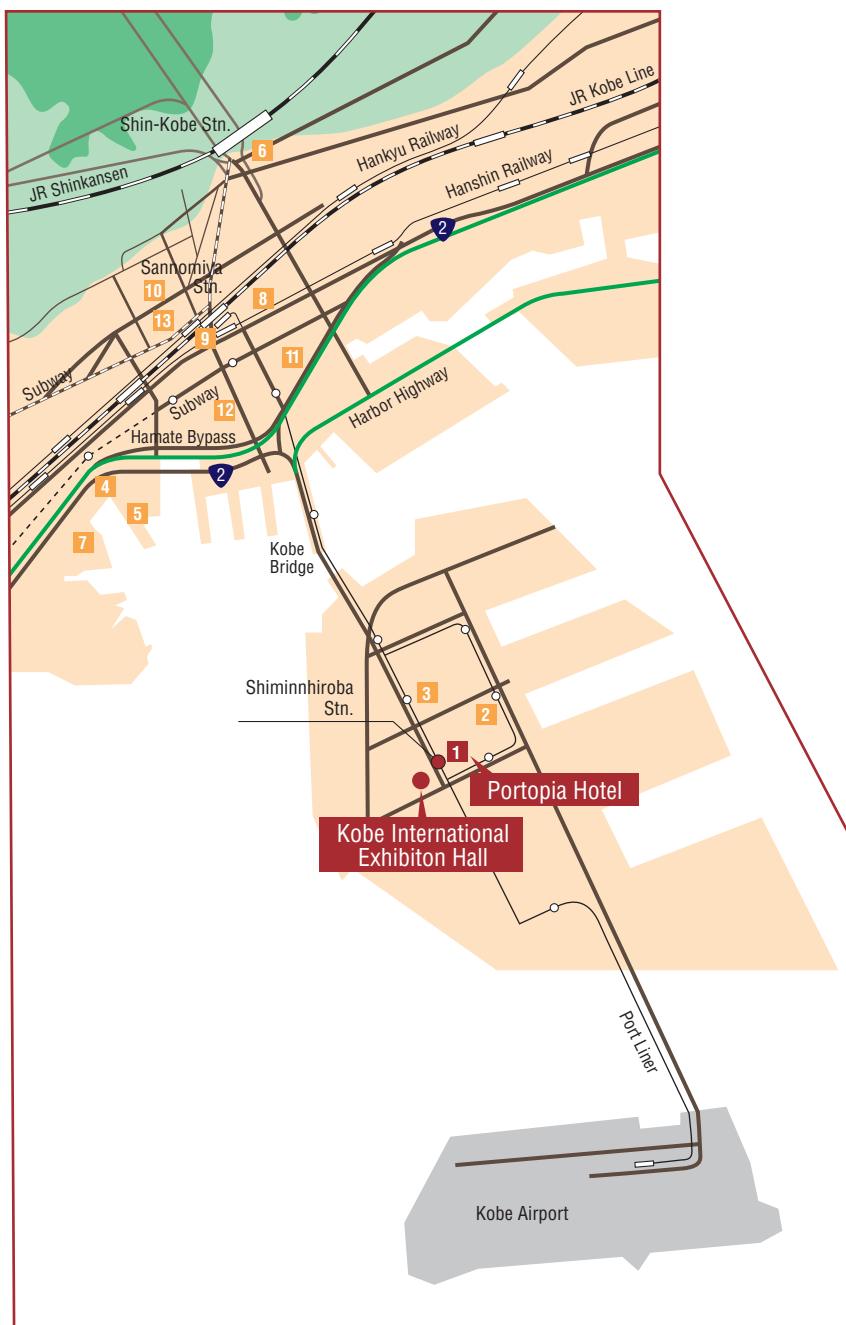 Shin-Kobe Stn.
6
JR Kobe Line
Hankyu Railway
JR Shinkansen
Hanshin Railway
2
Sannomiya
Stn.
10
8
13
9
11
Subway
Subway
12
Harbor Highway
Hamate Bypass
2
4
5
7
Kobe
Bridge
Shiminnhiroba
Stn.
3
2
1
Portopia Hotel
Kobe International
Exhibiton Hall
Port Liner
Kobe Airport